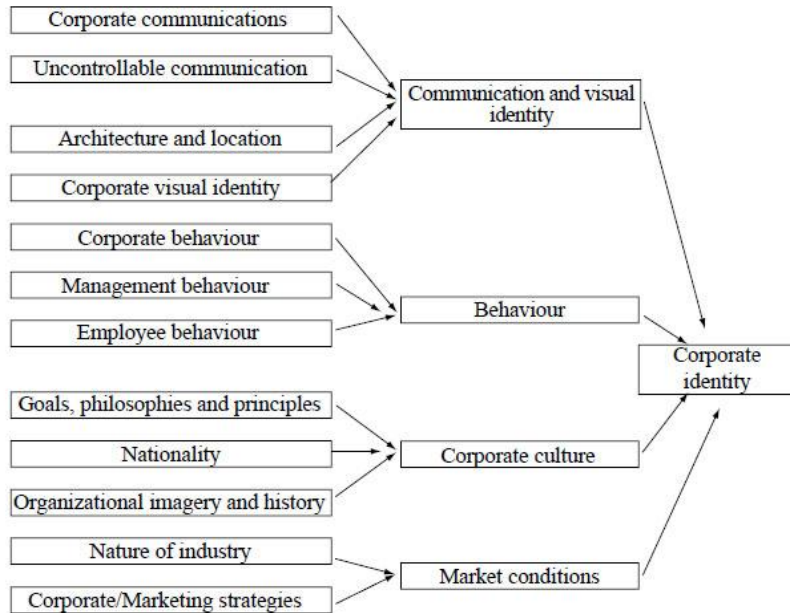 Corporate communications
Uncontrollable communication
Architecture and location
Corporate visual identity
Corporate behaviour
Management behaviour
Employee behaviour
Goals, philosophies and principles
Nationality
Organizational imagery and history
Nature of industry
Corporate/Marketing strategies
Communication and visual
identity
Behaviour
Corporate culture
Market conditions
Corporate
identity